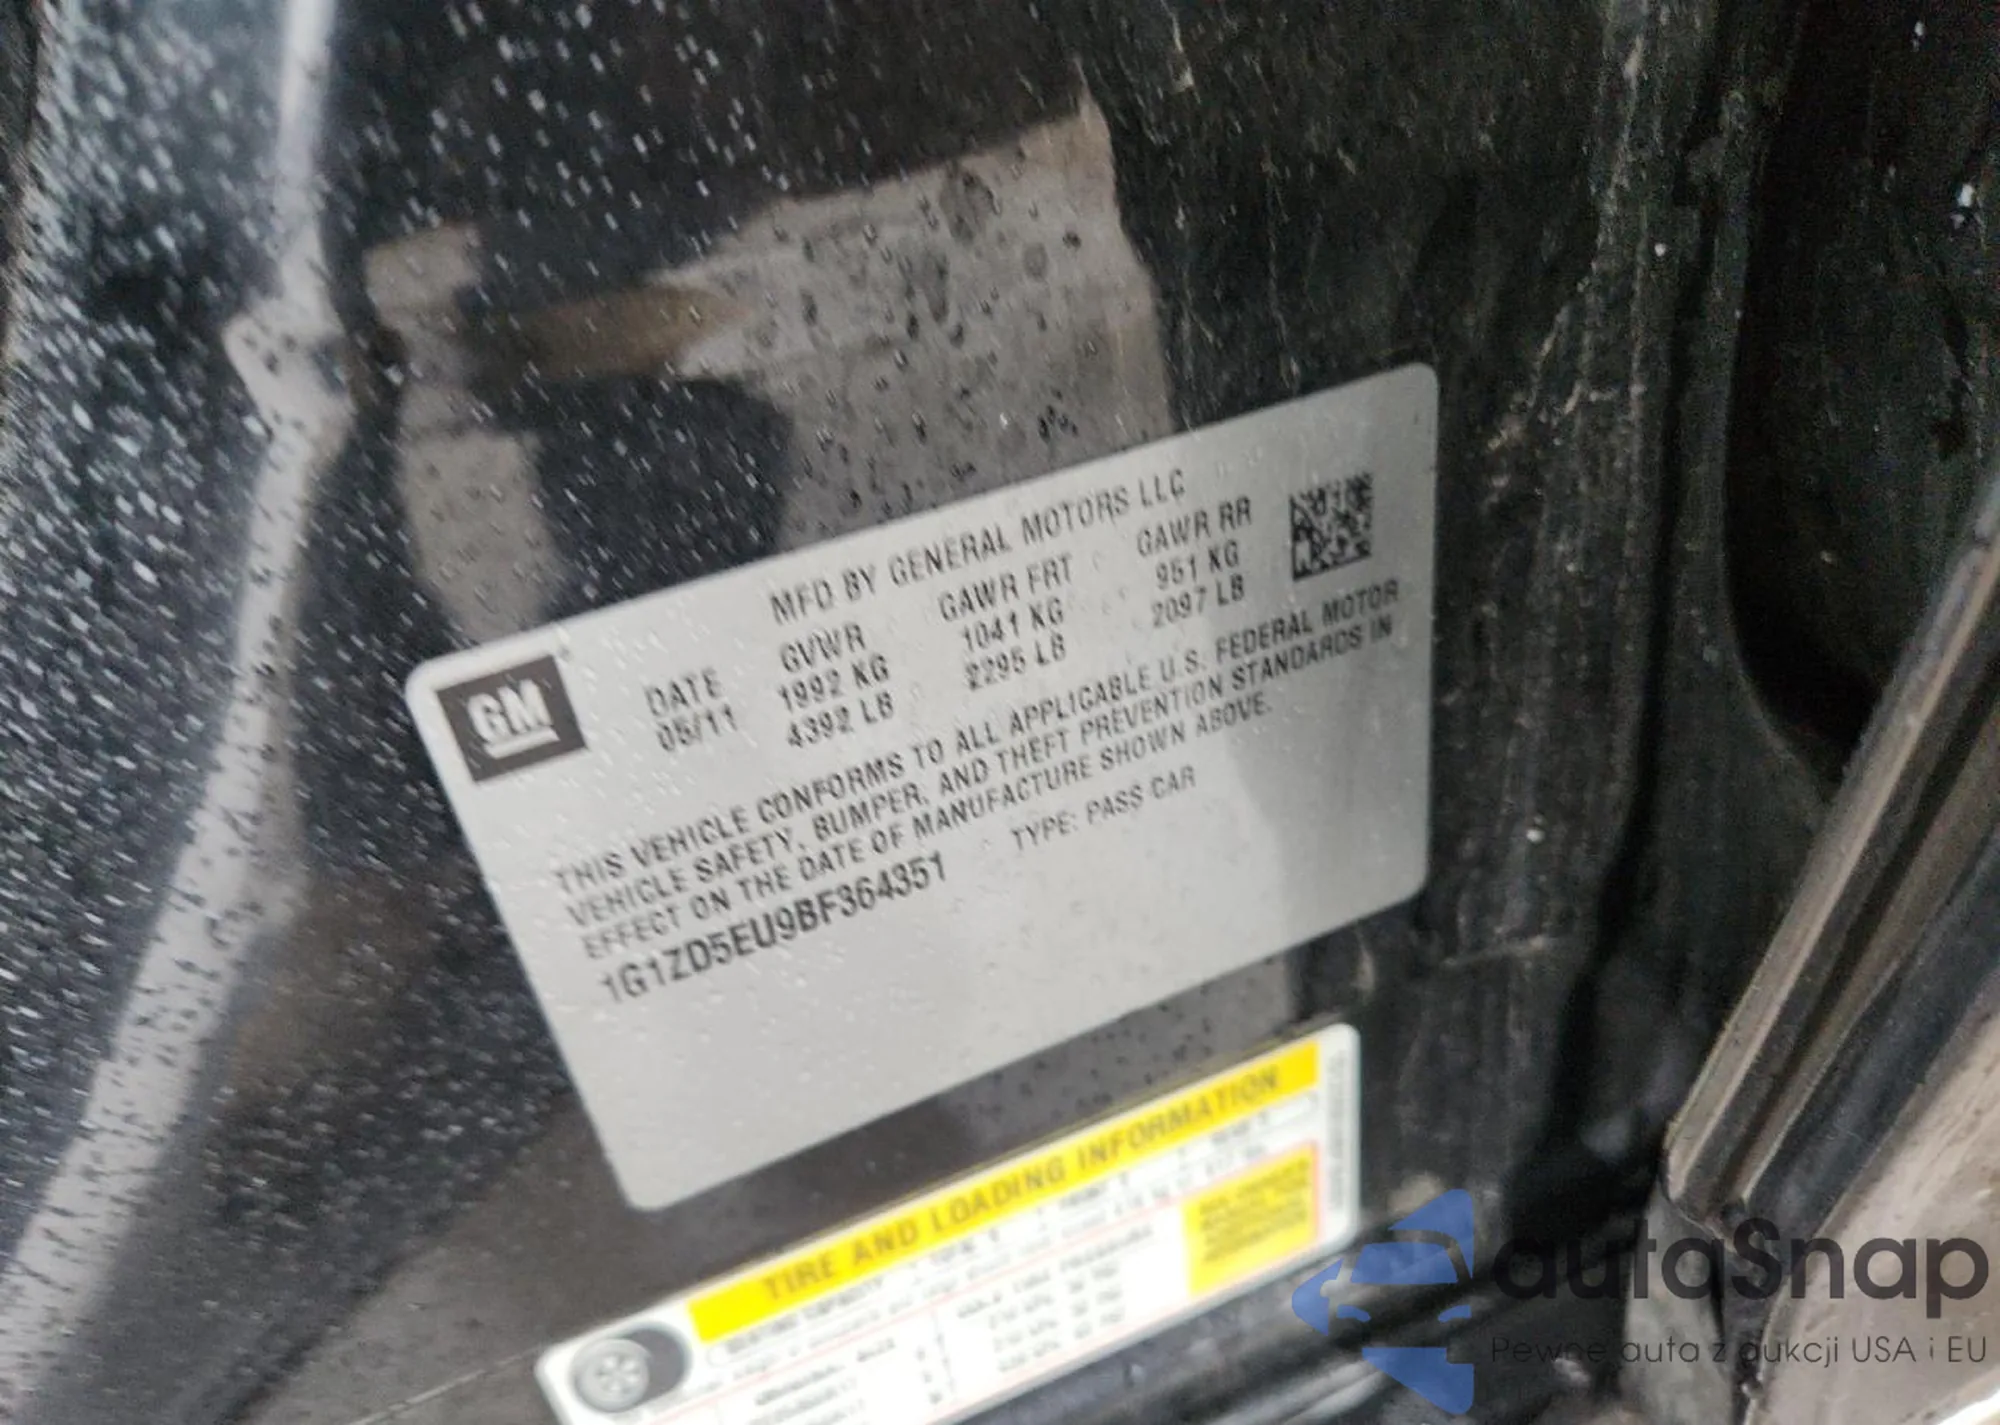 MFD BY GENERAL MOTORS LLC
GM
DATE GVWR GAWR FRT GAWR RR
05/11 1992 KG 1041 KG 951 KG
4392 LB 2295 LB 2097 LB
THIS VEHICLE CONFORMS TO ALL APPLICABLE U.S. FEDERAL MOTOR
VEHICLE SAFETY, BUMPER, AND THEFT PREVENTION STANDARDS IN
EFFECT ON THE DATE OF MANUFACTURE SHOWN ABOVE.
1G1ZD5EU9BF364351 TYPE: PASS CAR
TIRE AND LOADING INFORMATION
autaSnap
Pewne auta z aukcji USA i EU